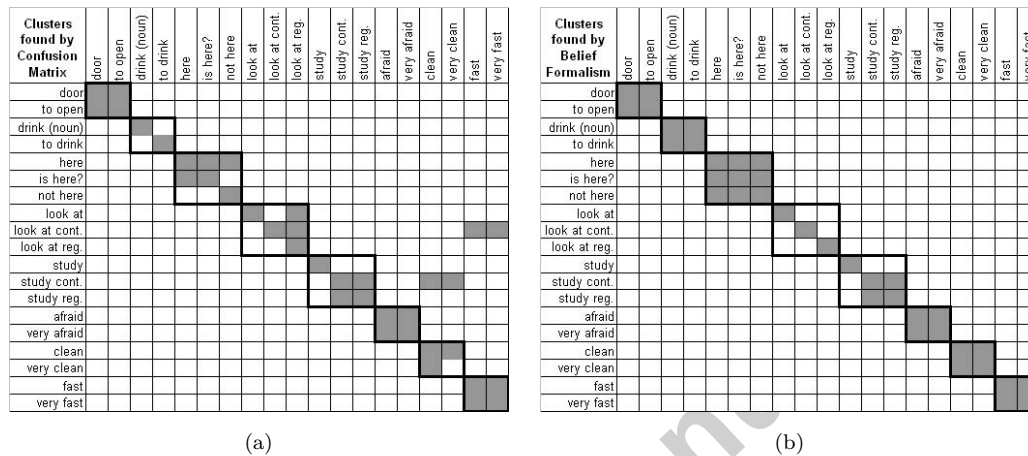 Clusters
found by
Confusion
Matrix
door
to open
drink (noun)
to drink
here
is here?
not here
look at
look at cont.
look at reg.
study
study cont.
study reg.
afraid
very afraid
clean
very clean
fast
very fast
door
to open
drink (noun)
to drink
here
is here?
not here
look at
look at cont.
look at reg.
study
study cont.
study reg.
afraid
very afraid
clean
very clean
fast
very fast
(a)
Clusters
found by
Belief
Formalism
door
to open
drink (noun)
to drink
here
is here?
not here
look at
look at cont.
look at reg.
study
study cont.
study reg.
afraid
very afraid
clean
very clean
fast
very fast
door
to open
drink (noun)
to drink
here
is here?
not here
look at
look at cont.
look at reg.
study
study cont.
study reg.
afraid
very afraid
clean
very clean
fast
very fast
(b)